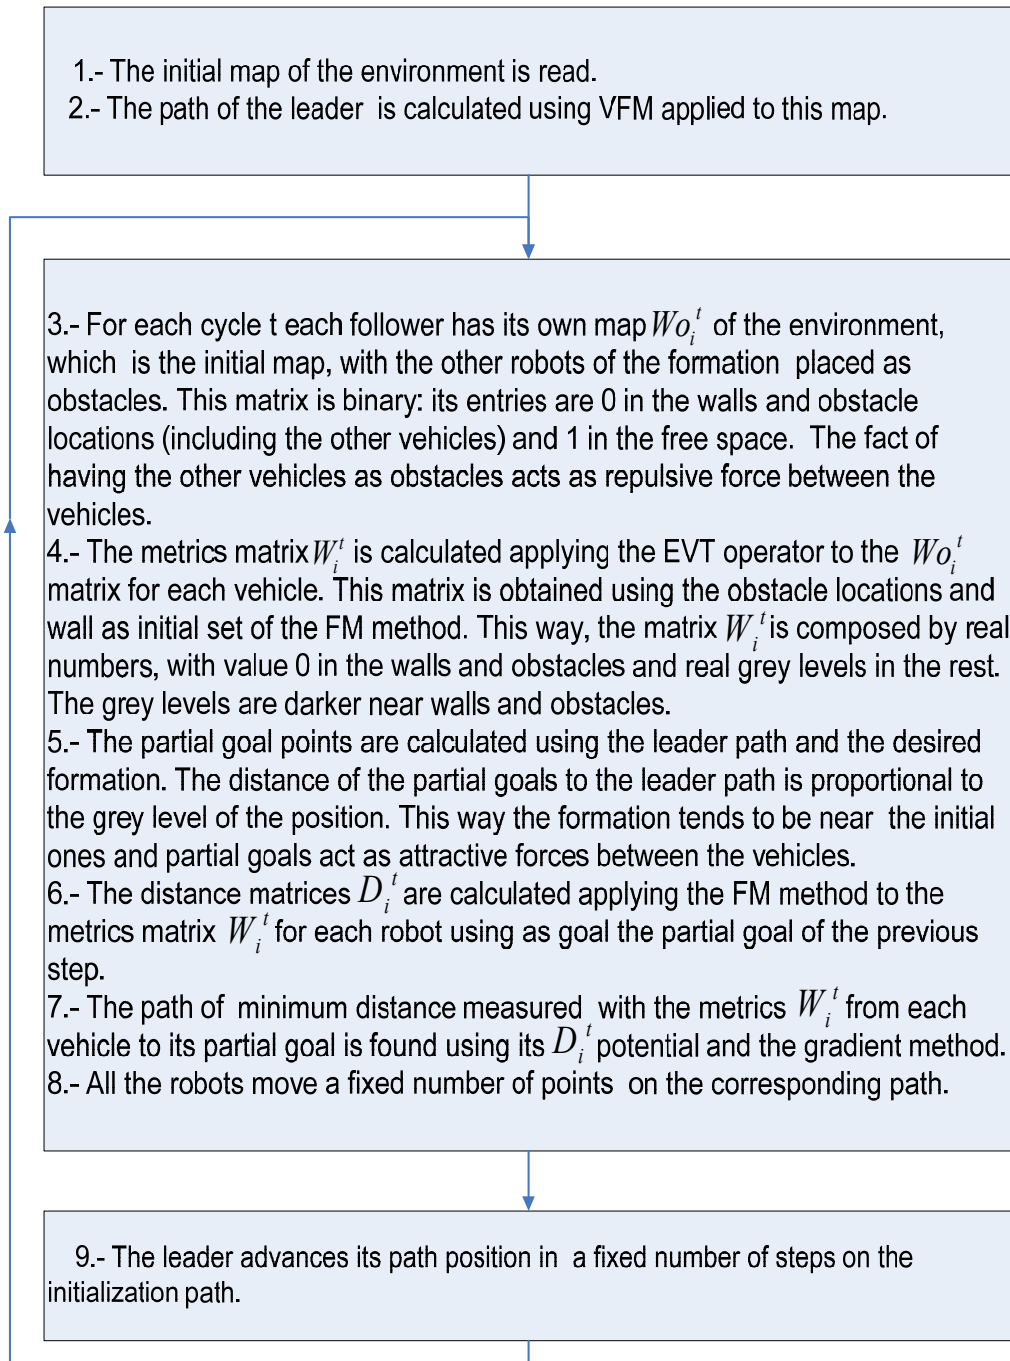 1.- The initial map of the environment is read.
2.- The path of the leader is calculated using VFM applied to this map.
3.- For each cycle t each follower has its own map Wo_i^t of the environment,
which is the initial map, with the other robots of the formation placed as
obstacles. This matrix is binary: its entries are 0 in the walls and obstacle
locations (including the other vehicles) and 1 in the free space. The fact of
having the other vehicles as obstacles acts as repulsive force between the
vehicles.
4.- The metrics matrix W_i^t is calculated applying the EVT operator to the Wo_i^t
matrix for each vehicle. This matrix is obtained using the obstacle locations and
wall as initial set of the FM method. This way, the matrix W_i^t is composed by real
numbers, with value 0 in the walls and obstacles and real grey levels in the rest.
The grey levels are darker near walls and obstacles.
5.- The partial goal points are calculated using the leader path and the desired
formation. The distance of the partial goals to the leader path is proportional to
the grey level of the position. This way the formation tends to be near the initial
ones and partial goals act as attractive forces between the vehicles.
6.- The distance matrices D_i^t are calculated applying the FM method to the
metrics matrix W_i^t for each robot using as goal the partial goal of the previous
step.
7.- The path of minimum distance measured with the metrics W_i^t from each
vehicle to its partial goal is found using its D_i^t potential and the gradient method.
8.- All the robots move a fixed number of points on the corresponding path.
9.- The leader advances its path position in a fixed number of steps on the
initialization path.